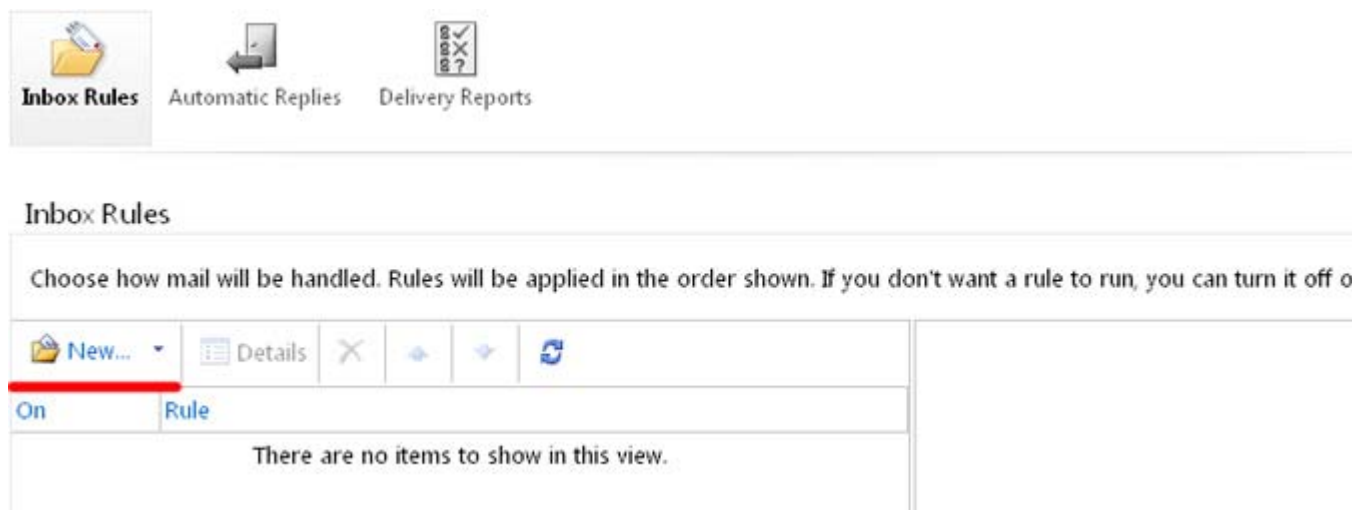 Inbox Rules Automatic Replies Delivery Reports
Inbox Rules
Choose how mail will be handled. Rules will be applied in the order shown. If you don't want a rule to run, you can turn it off o
New... Details
On Rule
There are no items to show in this view.